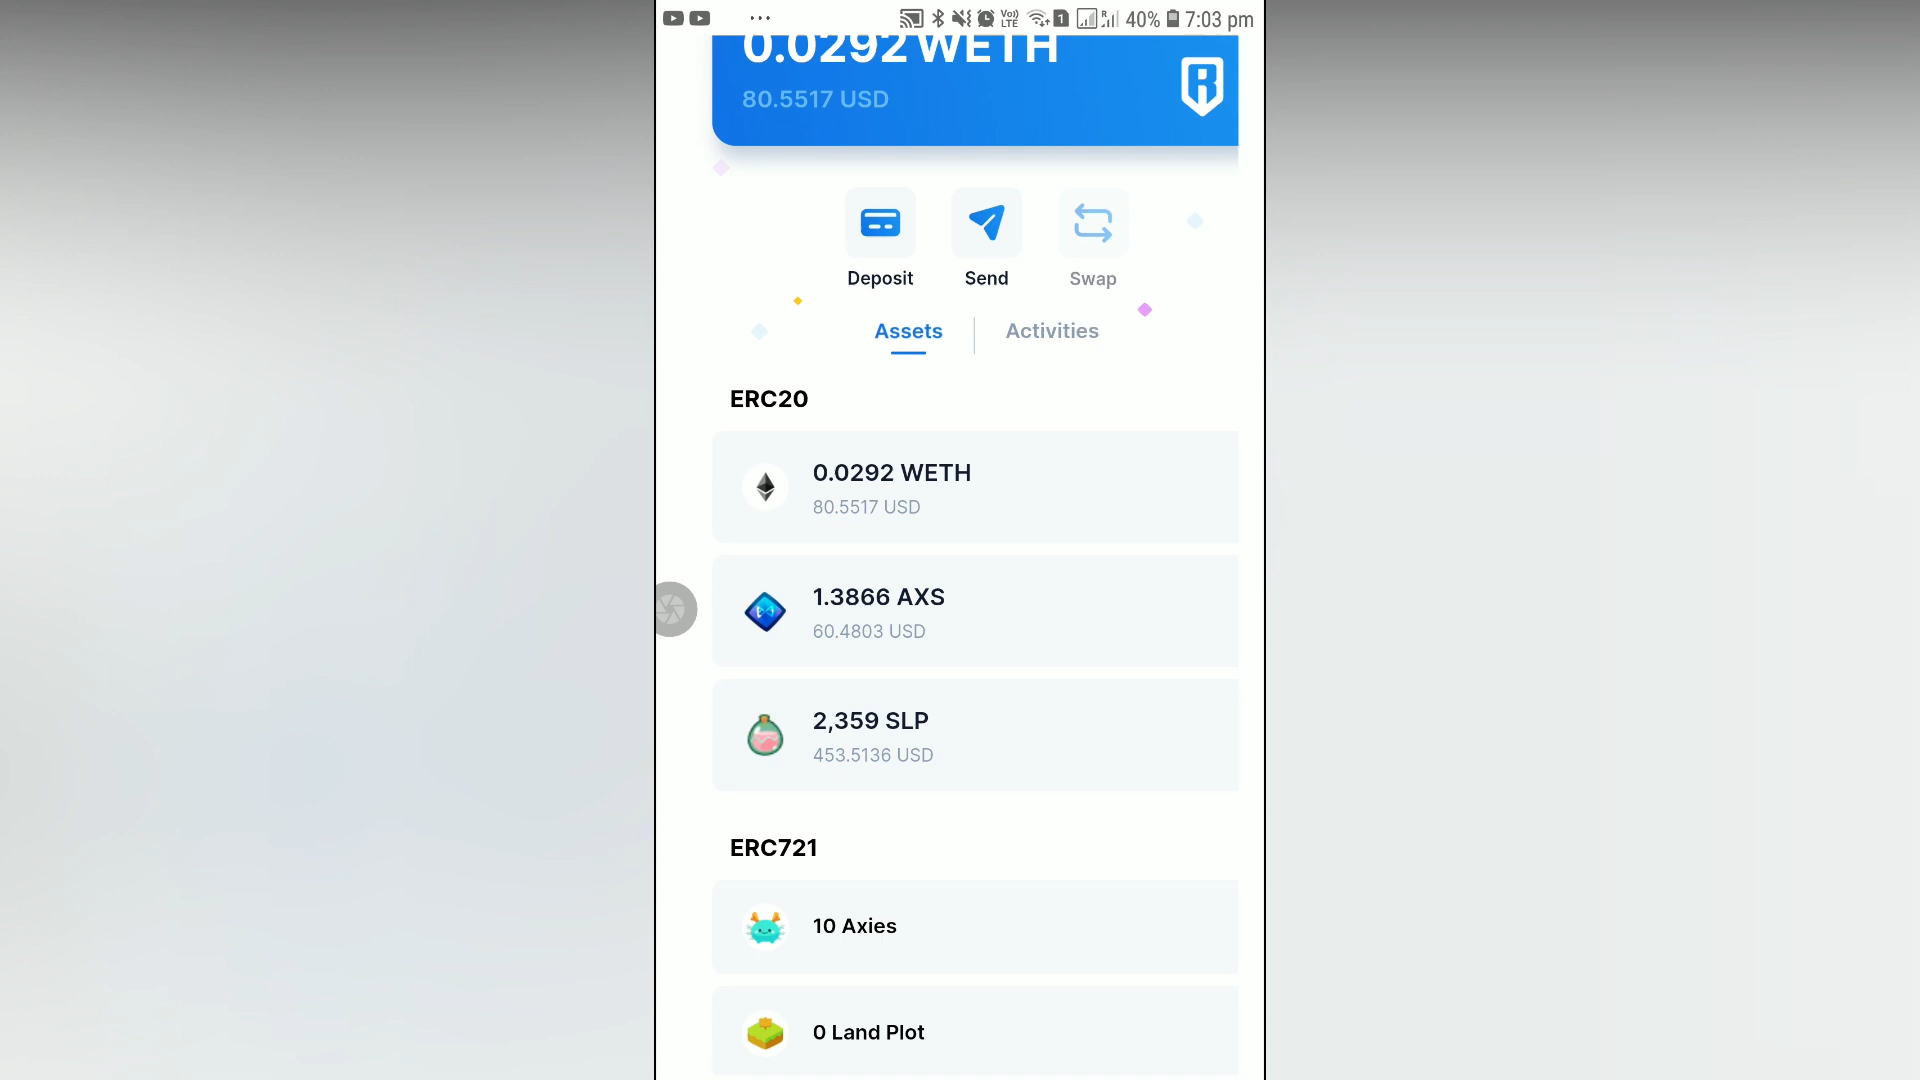 40% 7:03 pm
0.0292 WETH
80.5517 USD
Deposit Send Swap
Assets Activities
ERC20
0.0292 WETH
80.5517 USD
1.3866 AXS
60.4803 USD
2,359 SLP
453.5136 USD
ERC721
10 Axies
0 Land Plot